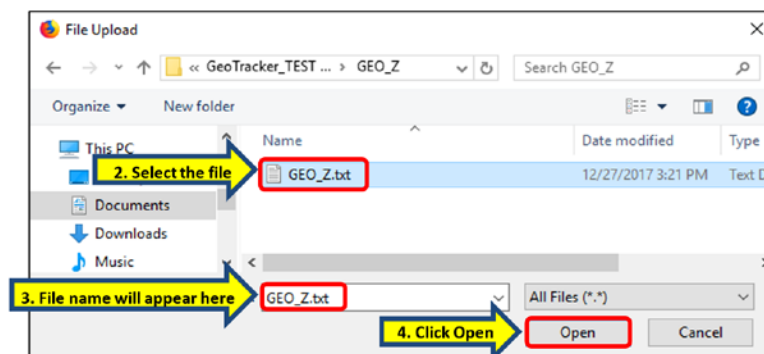 File Upload
« GeoTracker_TEST ... › GEO_Z
Search GEO_Z
Organize
New folder
?
This PC
Name
Date modified
Type
2. Select the file
GEO_Z.txt
12/27/2017 3:21 PM
Text D
Documents
Downloads
Music
3. File name will appear here
GEO_Z.txt
All Files (*.*)
4. Click Open
Open
Cancel